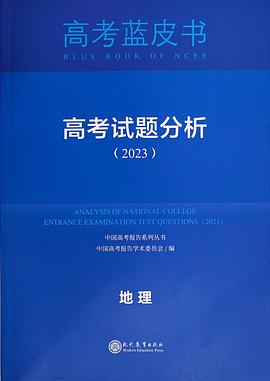 高考蓝皮书
BLUE BOOK OF NCEE
高考试题分析
（2023）
ANALYSIS OF NATIONAL COLLEGE
ENTRANCE EXAMINATION TEST QUESTIONS (2023)
中国高考报告系列丛书
中国高考报告学术委员会 / 编
地理
现代教育出版社
Modern Education Press